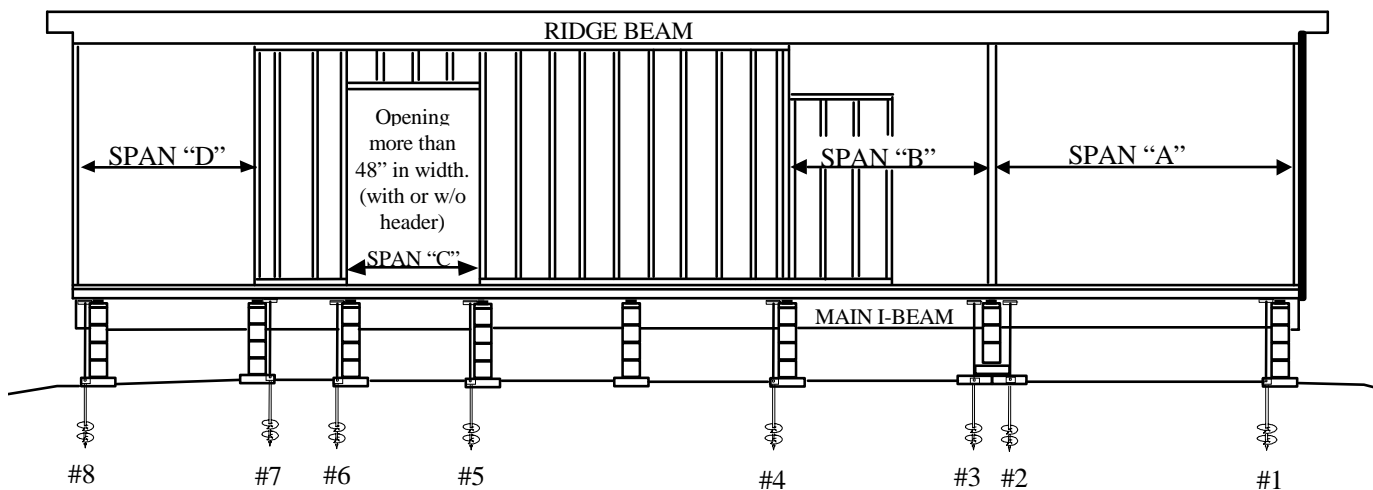 RIDGE BEAM
Opening
more than
48” in width.
(with or w/o
header)
SPAN “D”
SPAN “B”
SPAN “A”
SPAN “C”
MAIN I-BEAM
#8
#7
#6
#5
#4
#3
#2
#1